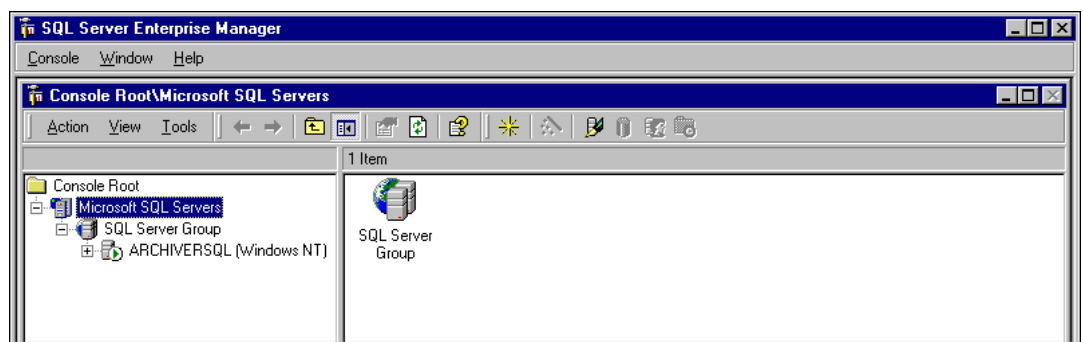 SQL Server Enterprise Manager
Console Window Help
Console Root\Microsoft SQL Servers
Action View Tools
1 Item
Console Root
Microsoft SQL Servers
SQL Server Group
ARCHIVERSQL (Windows NT)
SQL Server
Group